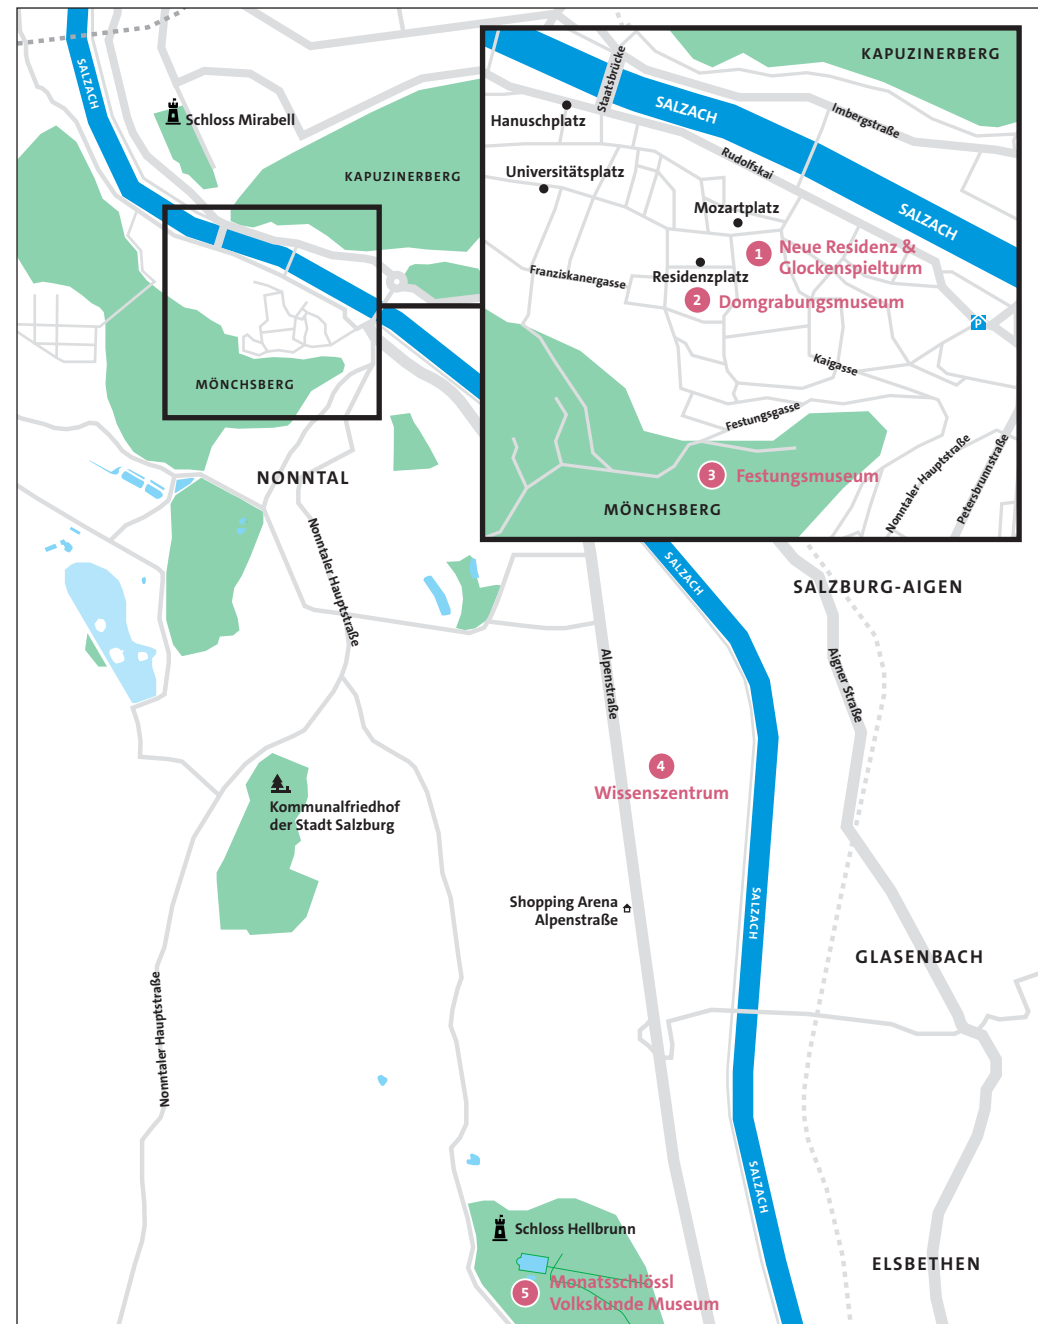 SALZACH
Schloss Mirabell
KAPUZINERBERG
MÖNCHSBERG
NONNTAL
KAPUZINERBERG
Staatsbrücke
SALZACH
Imbergstraße
Hanuschplatz
Rudolfskai
Universitätsplatz
Mozartplatz
SALZACH
1
Neue Residenz &
Glockenspielturm
Franziskanergasse
Residenzplatz
2
Domgrabungsmuseum
P
Kaigasse
Festungsgasse
3
Festungsmuseum
MÖNCHSBERG
Nonntaler Hauptstraße
Petersbrunnstraße
Nonntaler Hauptstraße
SALZACH
SALZBURG-AIGEN
Alpenstraße
Aigner Straße
4
Wissenszentrum
Kommunalfriedhof
der Stadt Salzburg
Shopping Arena
Alpenstraße
SALZACH
GLASENBACH
Nonntaler Hauptstraße
SALZACH
Schloss Hellbrunn
ELSBETHEN
5
Monatsschlössl
Volkskunde Museum